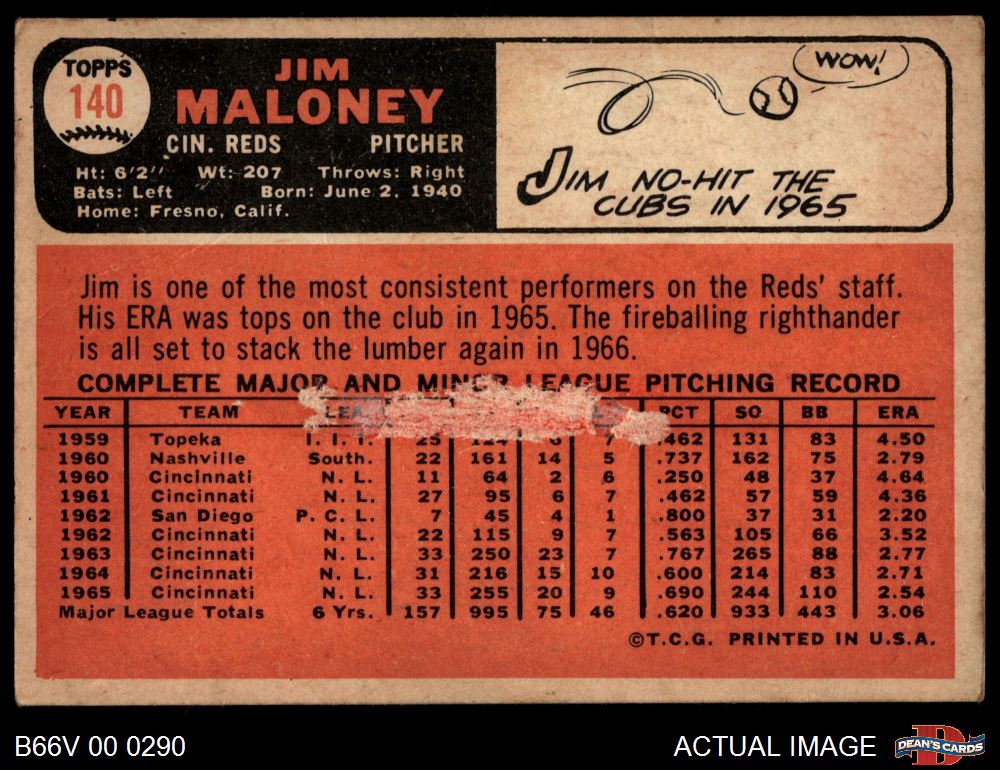 TOPPS
140
JIM
MALONEY
CIN. REDS PITCHER
Ht: 6'2" Wt: 207 Throws: Right
Bats: Left Born: June 2, 1940
Home: Fresno, Calif.
WOW!
JIM NO-HIT THE
CUBS IN 1965
Jim is one of the most consistent performers on the Reds' staff.
His ERA was tops on the club in 1965. The fireballing righthander
is all set to stack the lumber again in 1966.
COMPLETE MAJOR AND MINOR LEAGUE PITCHING RECORD
YEAR TEAM PCT SO BB ERA
1959 Topeka I. I. I. 25 124 6 7 .462 131 83 4.50
1960 Nashville South. 22 161 14 5 .737 162 75 2.79
1960 Cincinnati N. L. 11 64 2 6 .250 48 37 4.64
1961 Cincinnati N. L. 27 95 6 7 .462 57 59 4.36
1962 San Diego P. C. L. 7 45 4 1 .800 37 31 2.20
1962 Cincinnati N. L. 22 115 9 7 .563 105 66 3.52
1963 Cincinnati N. L. 33 250 23 7 .767 265 88 2.77
1964 Cincinnati N. L. 31 216 15 10 .600 214 83 2.71
1965 Cincinnati N. L. 33 255 20 9 .690 244 110 2.54
Major League Totals 6 Yrs. 157 995 75 46 .620 933 443 3.06
©T.C.G. PRINTED IN U.S.A.
B66V 00 0290
ACTUAL IMAGE
DEAN'S CARDS